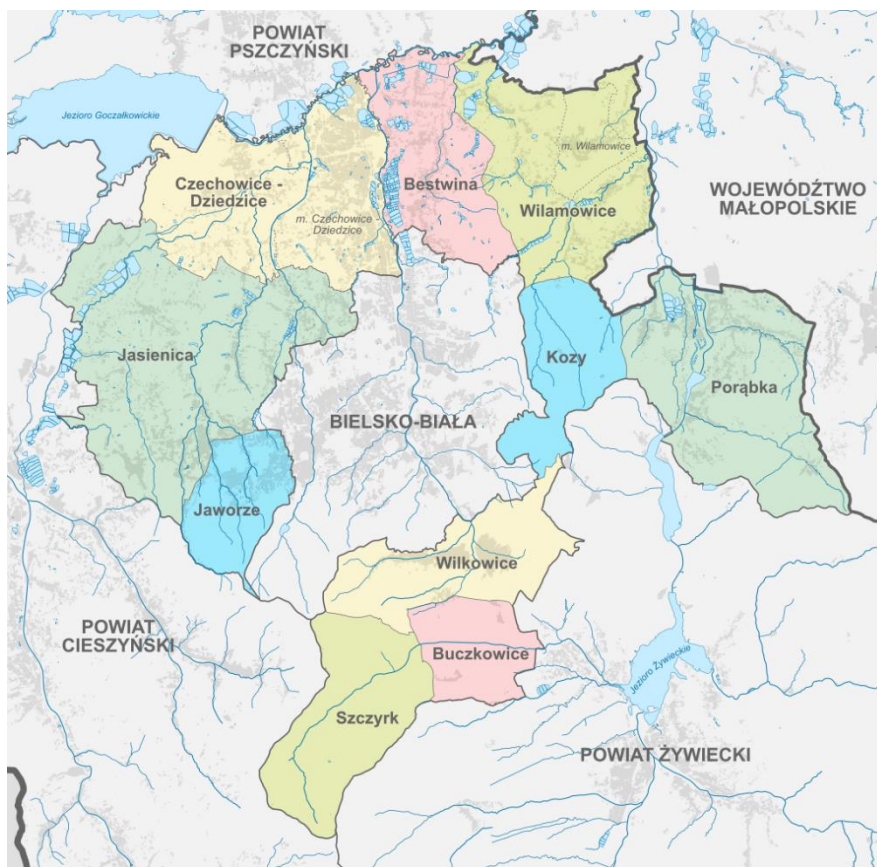 POWIAT
PSZCZYŃSKI
Jezioro Goczałkowickie
m. Wilamowice
Czechowice -
Dziedzice
Bestwina
WOJEWÓDŹTWO
MAŁOPOLSKIE
Wilamowice
m. Czechowice -
Dziedzice
Jasienica
Kozy
Porąbka
BIELSKO-BIAŁA
Jaworze
Wilkowice
POWIAT
CIESZYŃSKI
Buczkowice
Jezioro Żywieckie
Szczyrk
POWIAT ŻYWIECKI